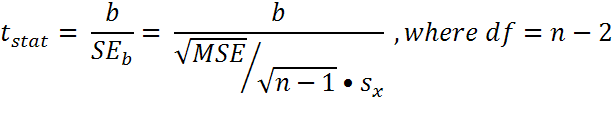 t_stat = b / SE_b = b / (√MSE / √n − 1 • s_x) , where df = n − 2